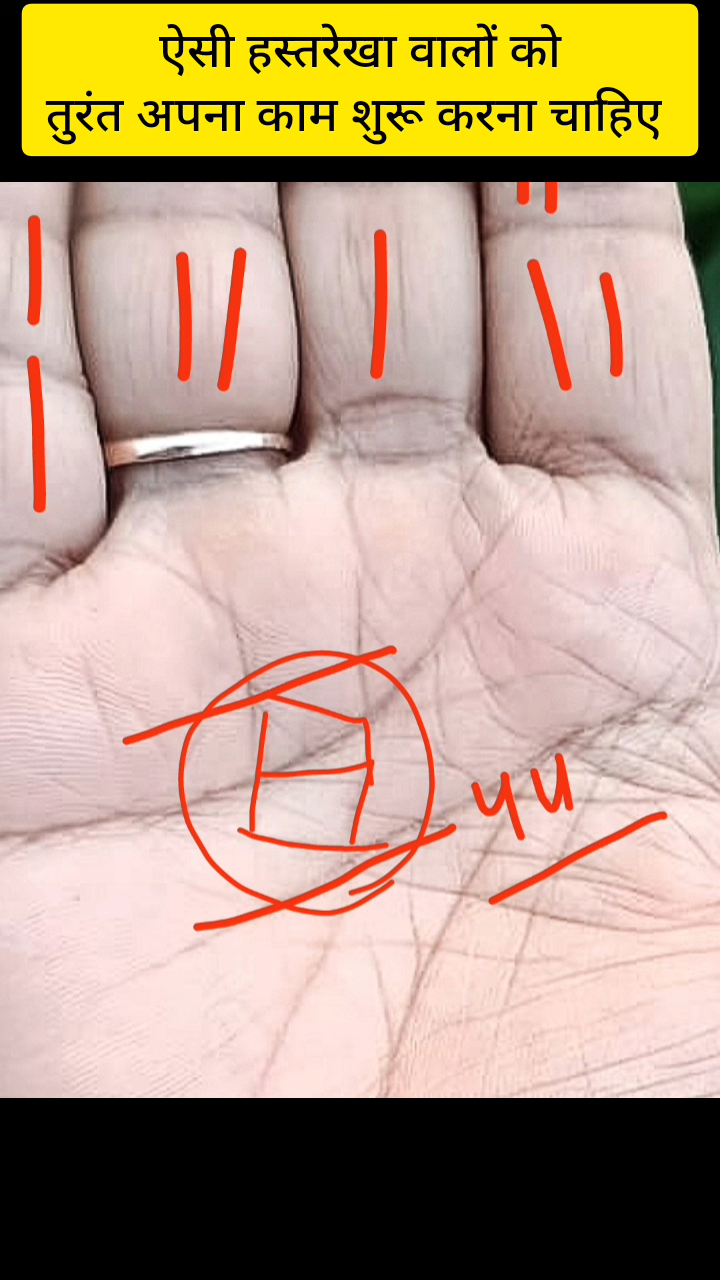 ऐसी हस्तरेखा वालों को
तुरंत अपना काम शुरू करना चाहिए